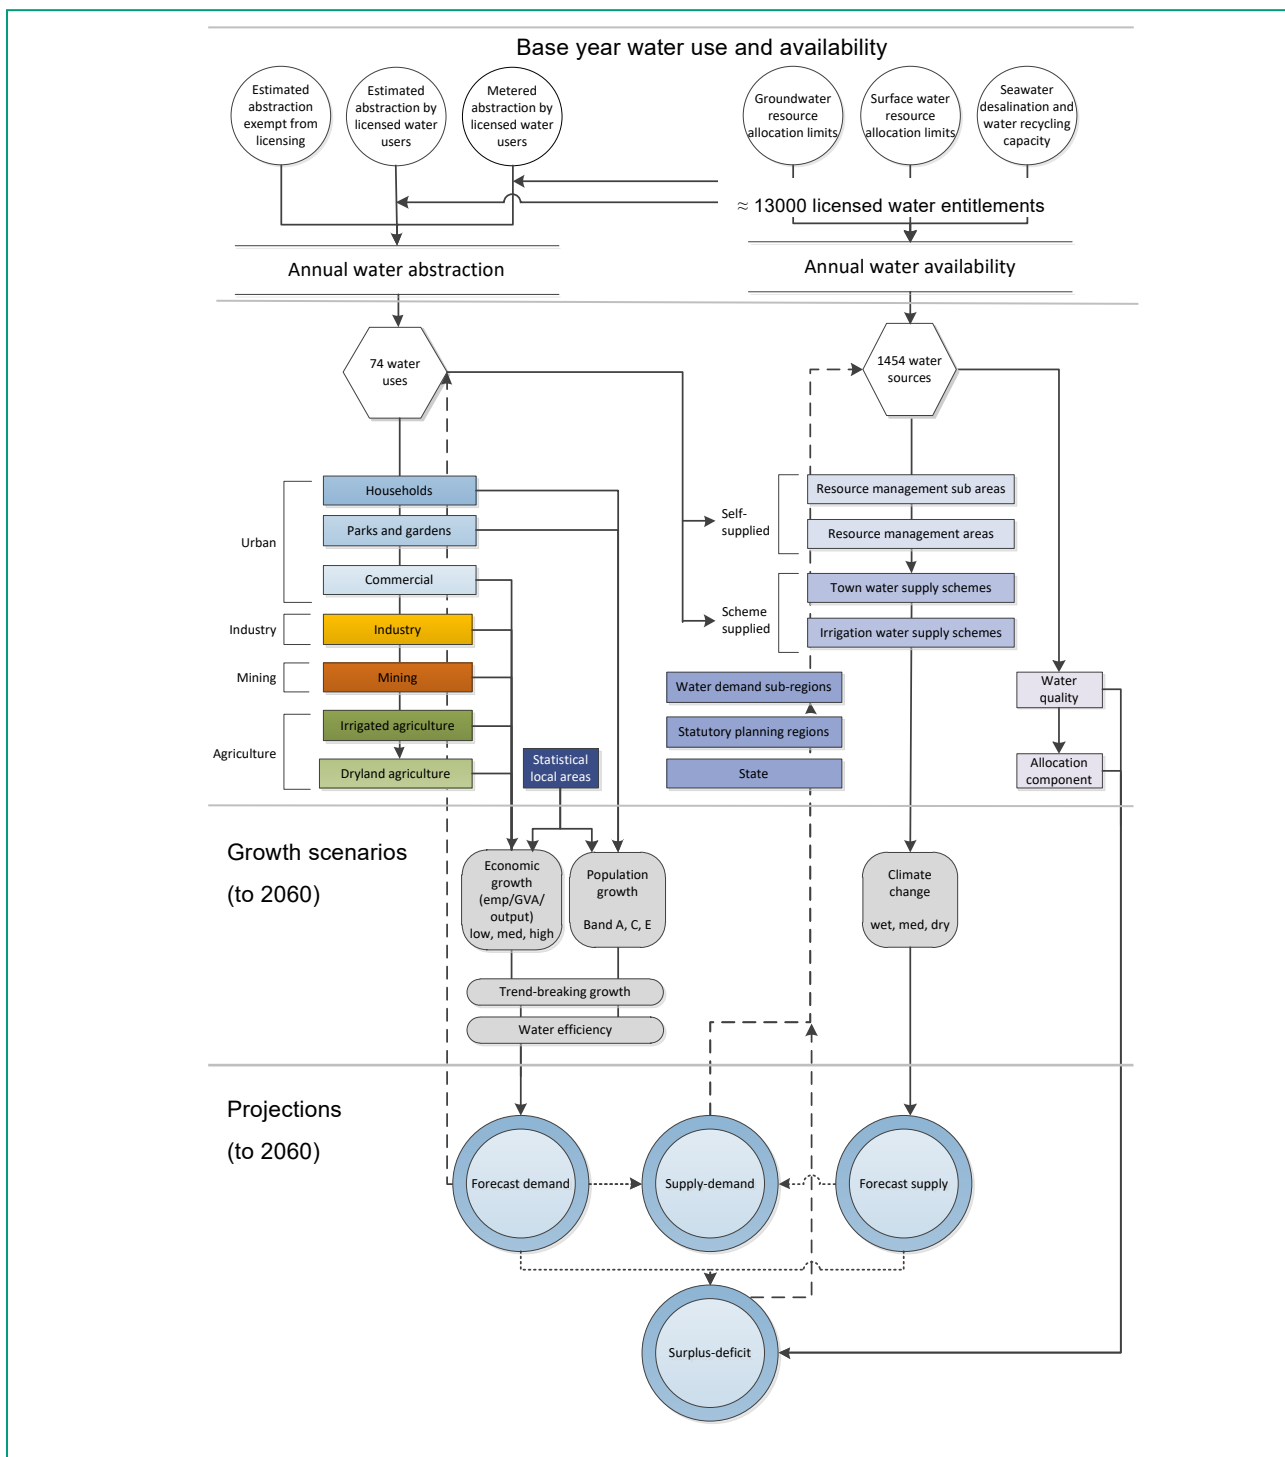 Base year water use and availability
Estimated
abstraction
exempt from
licensing
Estimated
abstraction by
licensed water
users
Metered
abstraction by
licensed water
users
Groundwater
resource
allocation limits
Surface water
resource
allocation limits
Seawater
desalination and
water recycling
capacity
≈ 13000 licensed water entitlements
Annual water abstraction
Annual water availability
74 water
uses
1454 water
sources
Urban
Households
Parks and gardens
Commercial
Industry
Industry
Mining
Mining
Agriculture
Irrigated agriculture
Dryland agriculture
Statistical
local areas
Self-
supplied
Resource management sub areas
Resource management areas
Scheme
supplied
Town water supply schemes
Irrigation water supply schemes
Water demand sub-regions
Statutory planning regions
State
Water
quality
Allocation
component
Growth scenarios
(to 2060)
Economic
growth
(emp/GVA/
output)
low, med, high
Population
growth
Band A, C, E
Climate
change
wet, med, dry
Trend-breaking growth
Water efficiency
Projections
(to 2060)
Forecast demand
Supply-demand
Forecast supply
Surplus-deficit